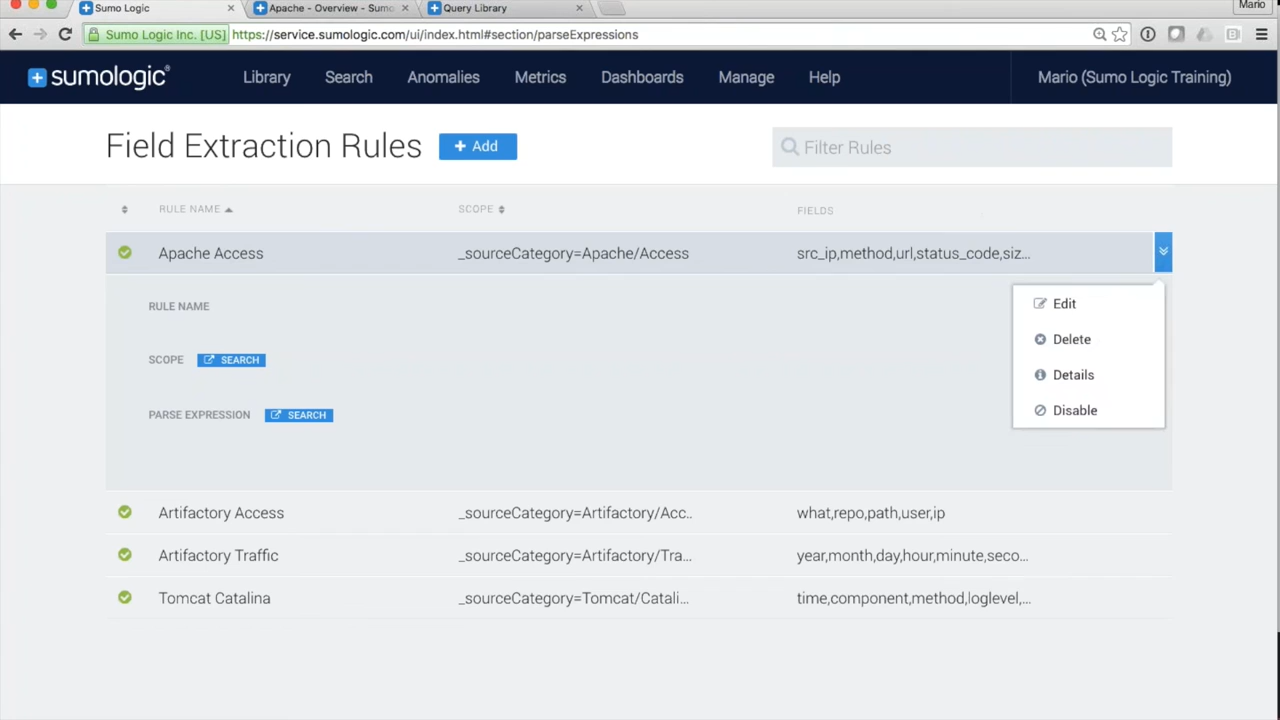 Sumo Logic
Apache - Overview - Sumo
Query Library
Mario
Sumo Logic Inc. [US]
https://service.sumologic.com/ui/index.html#section/parseExpressions
sumologic®
Library
Search
Anomalies
Metrics
Dashboards
Manage
Help
Mario (Sumo Logic Training)
Field Extraction Rules
+ Add
Filter Rules
RULE NAME
SCOPE
FIELDS
Apache Access
_sourceCategory=Apache/Access
src_ip,method,url,status_code,siz...
RULE NAME
SCOPE
SEARCH
PARSE EXPRESSION
SEARCH
Edit
Delete
Details
Disable
Artifactory Access
_sourceCategory=Artifactory/Acc..
what,repo,path,user,ip
Artifactory Traffic
_sourceCategory=Artifactory/Tra...
year,month,day,hour,minute,seco...
Tomcat Catalina
_sourceCategory=Tomcat/Catali...
time,component,method,loglevel,...